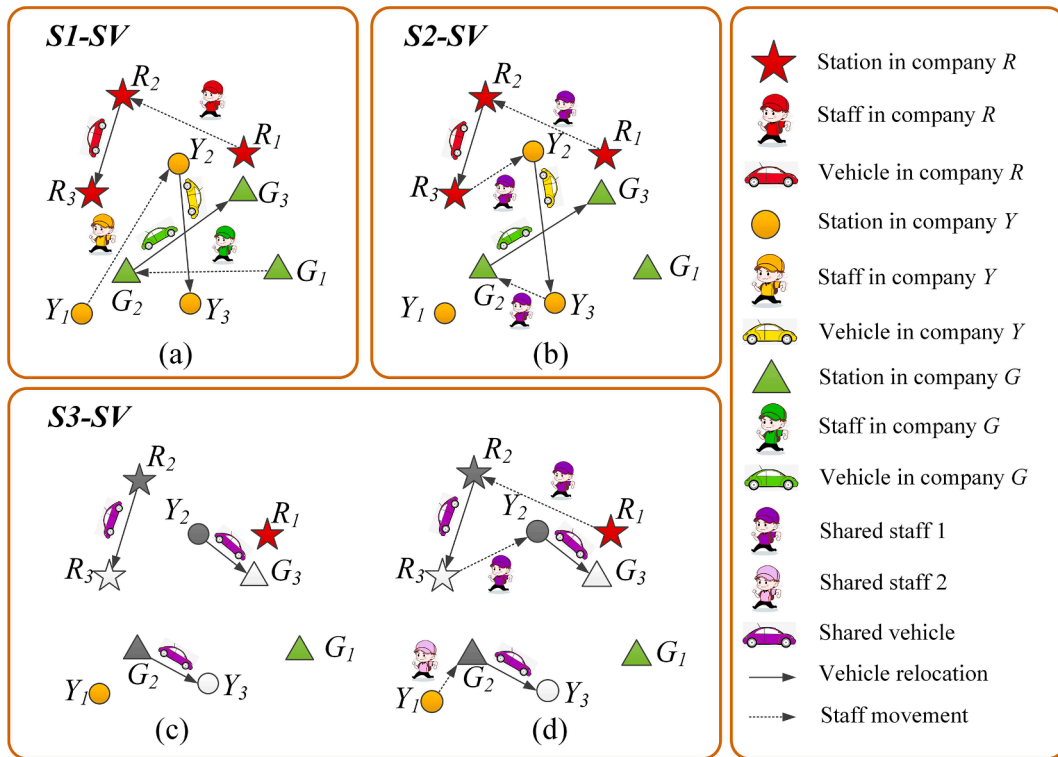 S1-SV
R2
R1
Y2
R3
G3
G2
G1
Y1
Y3
(a)
S2-SV
R2
R1
Y2
R3
G3
G2
G1
Y1
Y3
(b)
S3-SV
R2
Y2
R1
R3
G3
G2
G1
Y1
Y3
(c)
R2
Y2
R1
R3
G3
G2
G1
Y1
Y3
(d)
Station in company R
Staff in company R
Vehicle in company R
Station in company Y
Staff in company Y
Vehicle in company Y
Station in company G
Staff in company G
Vehicle in company G
Shared staff 1
Shared staff 2
Shared vehicle
Vehicle relocation
Staff movement